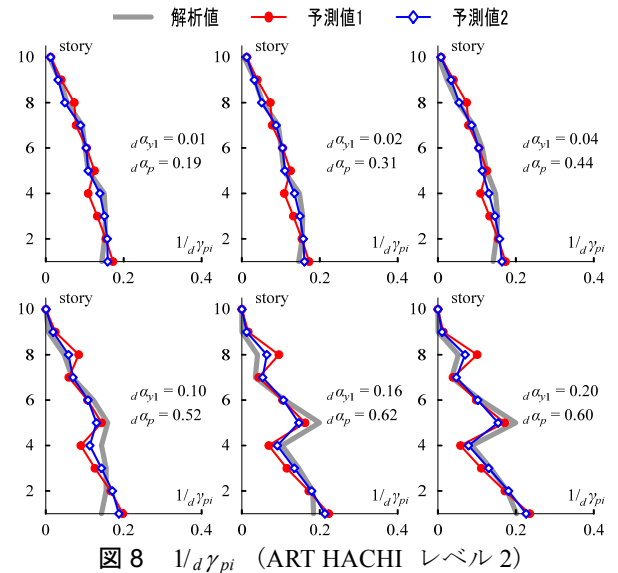 解析値 予測値1 予測値2
story story story
10 10 10
8 8 8
dαy1 = 0.01 dαy1 = 0.02 dαy1 = 0.04
6 6 6
dαp = 0.19 dαp = 0.31 dαp = 0.44
4 4 4
2 1/dγpi 2 1/dγpi 2 1/dγpi
0 0.2 0.4 0 0.2 0.4 0 0.2 0.4
story story story
10 10 10
8 8 8
dαy1 = 0.10 dαy1 = 0.16 dαy1 = 0.20
6 6 6
dαp = 0.52 dαp = 0.62 dαp = 0.60
4 4 4
2 1/dγpi 2 1/dγpi 2 1/dγpi
0 0.2 0.4 0 0.2 0.4 0 0.2 0.4
図 8 1/dγpi (ART HACHI レベル 2)